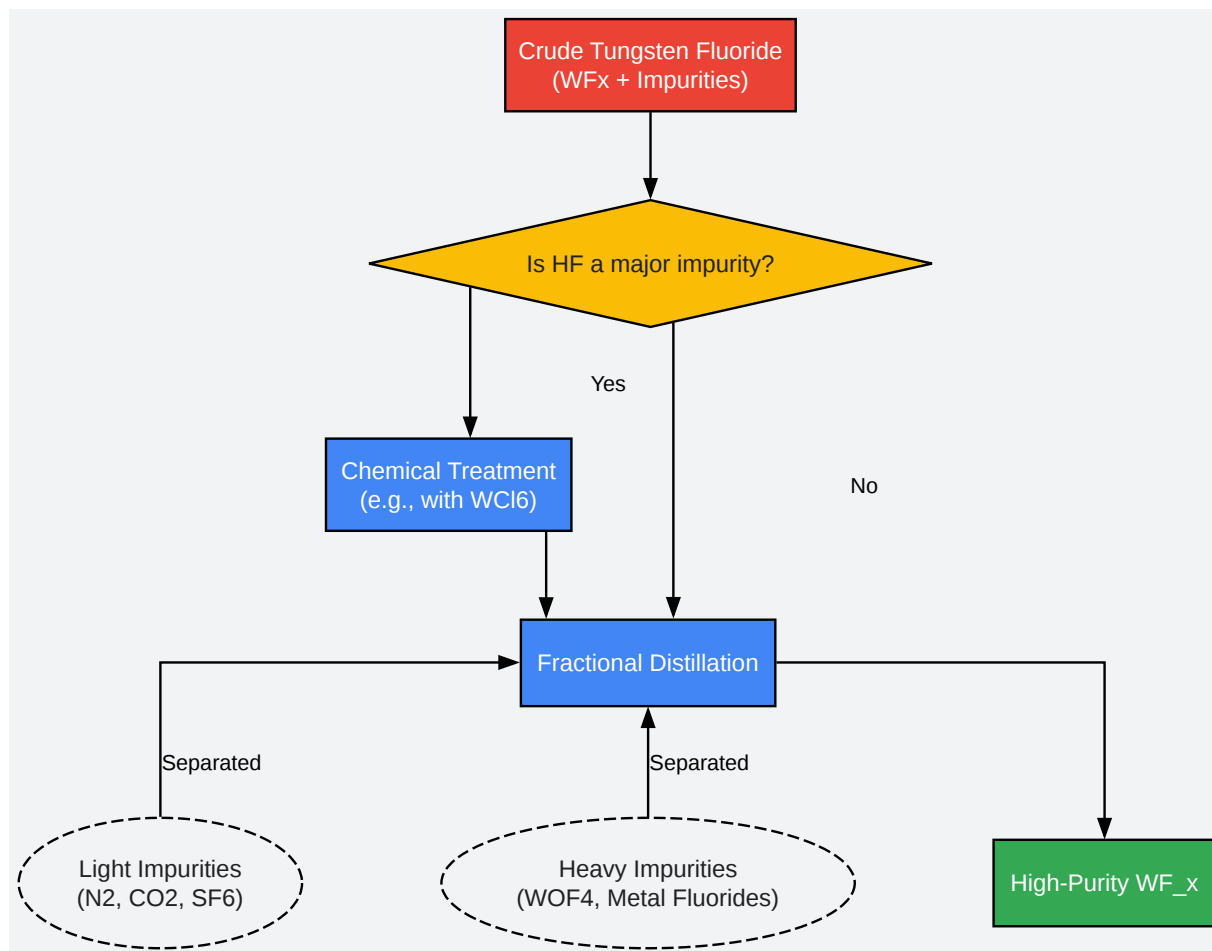 Crude Tungsten Fluoride
(WFx + Impurities)
Is HF a major impurity?
Yes
Chemical Treatment
(e.g., with WCl6)
No
Fractional Distillation
Separated
Separated
Light Impurities
(N2, CO2, SF6)
Heavy Impurities
(WOF4, Metal Fluorides)
High-Purity WF_x